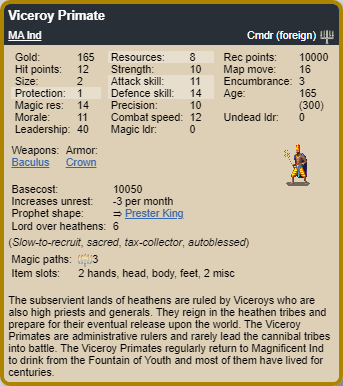 Viceroy Primate
MA Ind Cmdr (foreign)
Gold: 165 Resources: 8 Rec points: 10000
Hit points: 12 Strength: 10 Map move: 16
Size: 2 Attack skill: 11 Encumbrance: 3
Protection: 1 Defence skill: 14 Age: 165
Magic res: 14 Precision: 10 (300)
Morale: 11 Combat speed: 12 Undead ldr: 0
Leadership: 40 Magic ldr: 0
Weapons: Armor:
Baculus Crown
Basecost: 10050
Increases unrest: -3 per month
Prophet shape: ⇒ Prester King
Lord over heathens: 6
(Slow-to-recruit, sacred, tax-collector, autoblessed)
Magic paths: 3
Item slots: 2 hands, head, body, feet, 2 misc
The subservient lands of heathens are ruled by Viceroys who are
also high priests and generals. They reign in the heathen tribes and
prepare for their eventual release upon the world. The Viceroy
Primates are administrative rulers and rarely lead the cannibal tribes
into battle. The Viceroy Primates regularly return to Magnificent Ind
to drink from the Fountain of Youth and most of them have lived for
centuries.